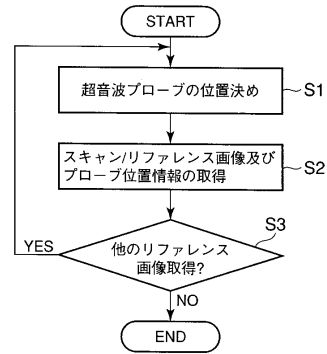 START
超音波プローブの位置決め
S1
スキャン/リファレンス画像及び
プローブ位置情報の取得
S2
S3
他のリファレンス
画像取得?
YES
NO
END